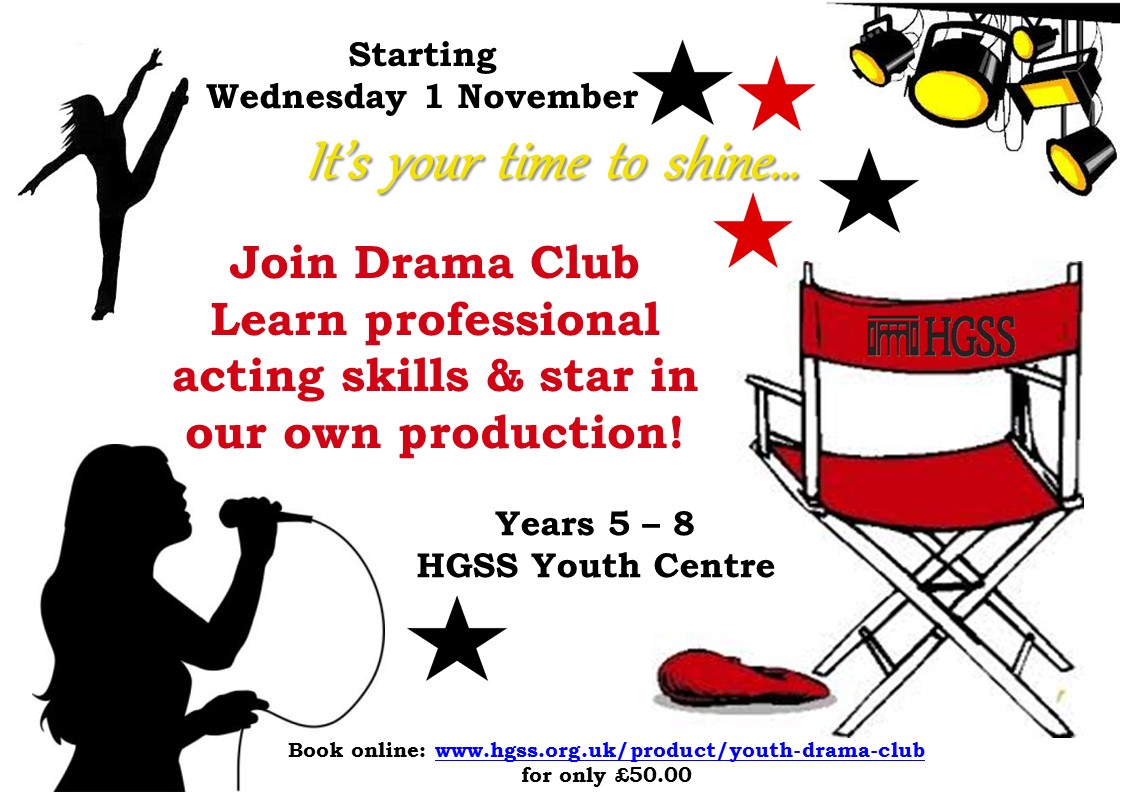 Starting
Wednesday 1 November
It's your time to shine...
Join Drama Club
Learn professional
acting skills & star in
our own production!
HGSS
Years 5 – 8
HGSS Youth Centre
Book online: www.hgss.org.uk/product/youth-drama-club
for only £50.00